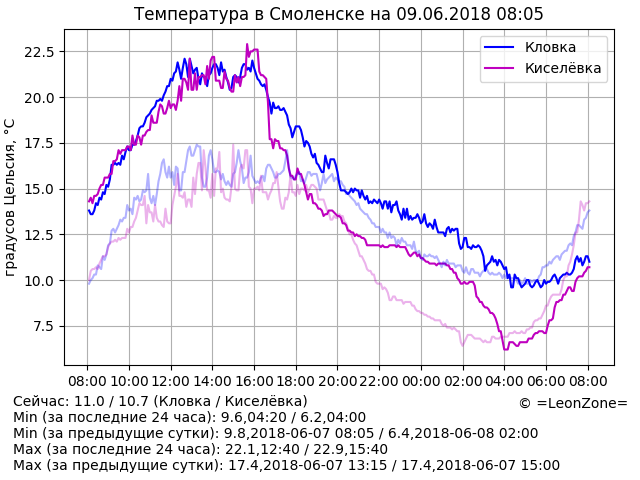 Температура в Смоленске на 09.06.2018 08:05
Кловка
Киселёвка
градусов Цельсия, °C
22.5
20.0
17.5
15.0
12.5
10.0
7.5
08:00 10:00 12:00 14:00 16:00 18:00 20:00 22:00 00:00 02:00 04:00 06:00 08:00
© =LeonZone=
Сейчас: 11.0 / 10.7 (Кловка / Киселёвка)
Min (за последние 24 часа): 9.6,04:20 / 6.2,04:00
Min (за предыдущие сутки): 9.8,2018-06-07 08:05 / 6.4,2018-06-08 02:00
Max (за последние 24 часа): 22.1,12:40 / 22.9,15:40
Max (за предыдущие сутки): 17.4,2018-06-07 13:15 / 17.4,2018-06-07 15:00